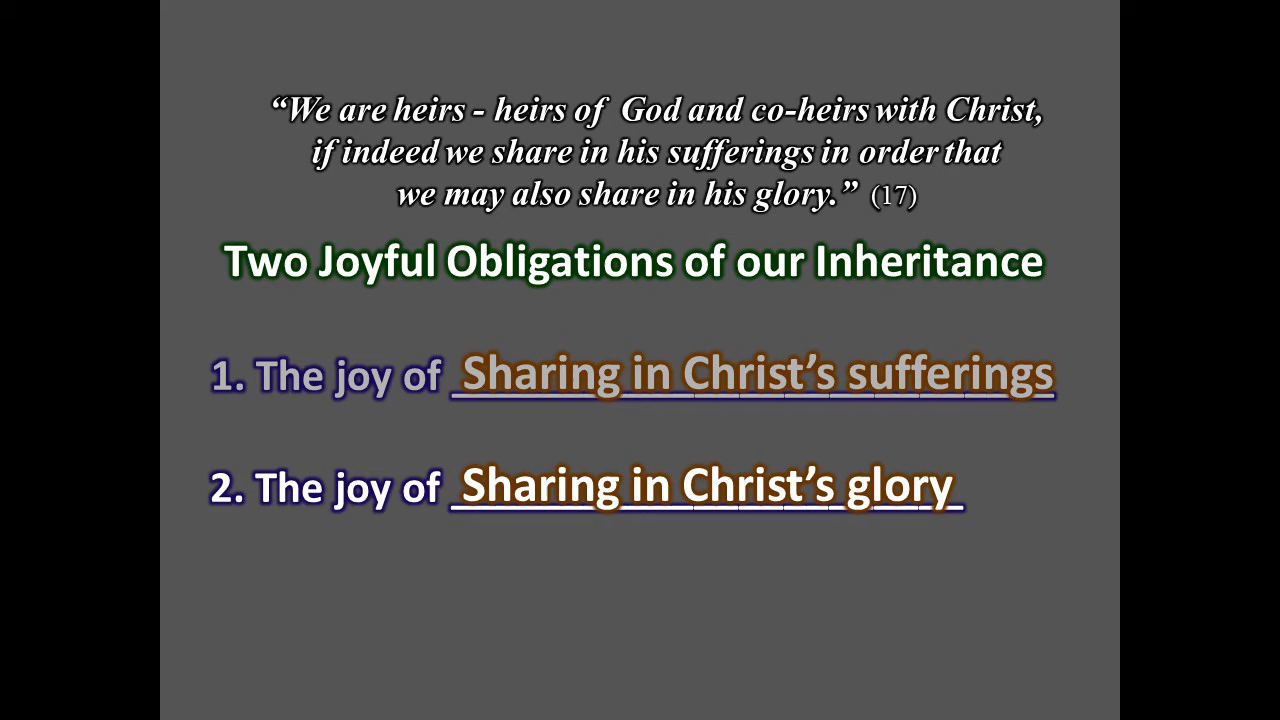 “We are heirs - heirs of God and co-heirs with Christ,
if indeed we share in his sufferings in order that
we may also share in his glory.” (17)
Two Joyful Obligations of our Inheritance
1. The joy of Sharing in Christ’s sufferings
2. The joy of Sharing in Christ’s glory